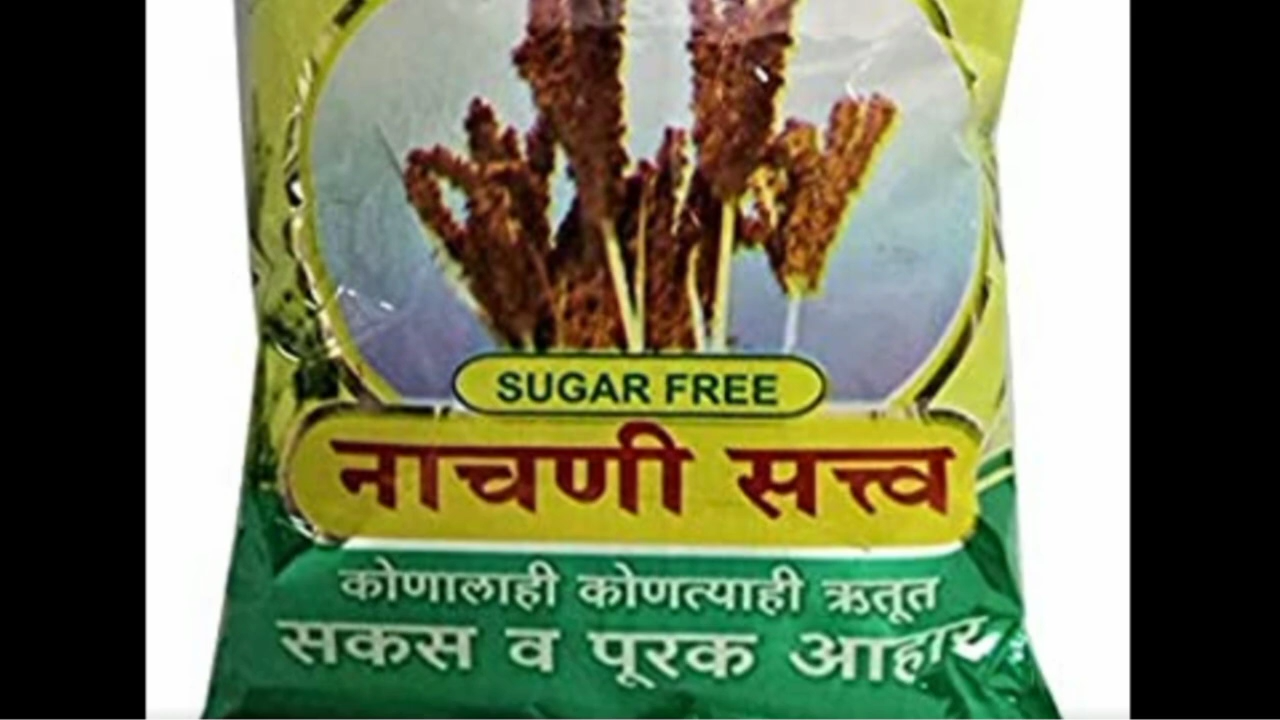 SUGAR FREE
नाचणी सत्त्व
कोणालाही कोणत्याही ऋतूत
सकस व पूरक आहार